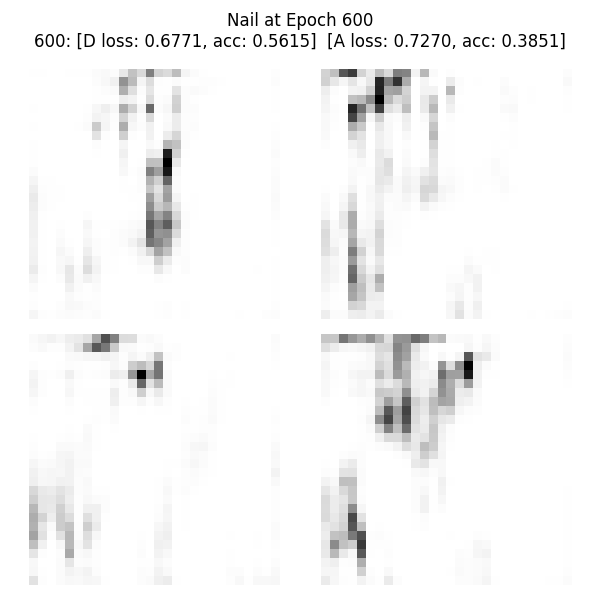 Nail at Epoch 600
600: [D loss: 0.6771, acc: 0.5615]  [A loss: 0.7270, acc: 0.3851]